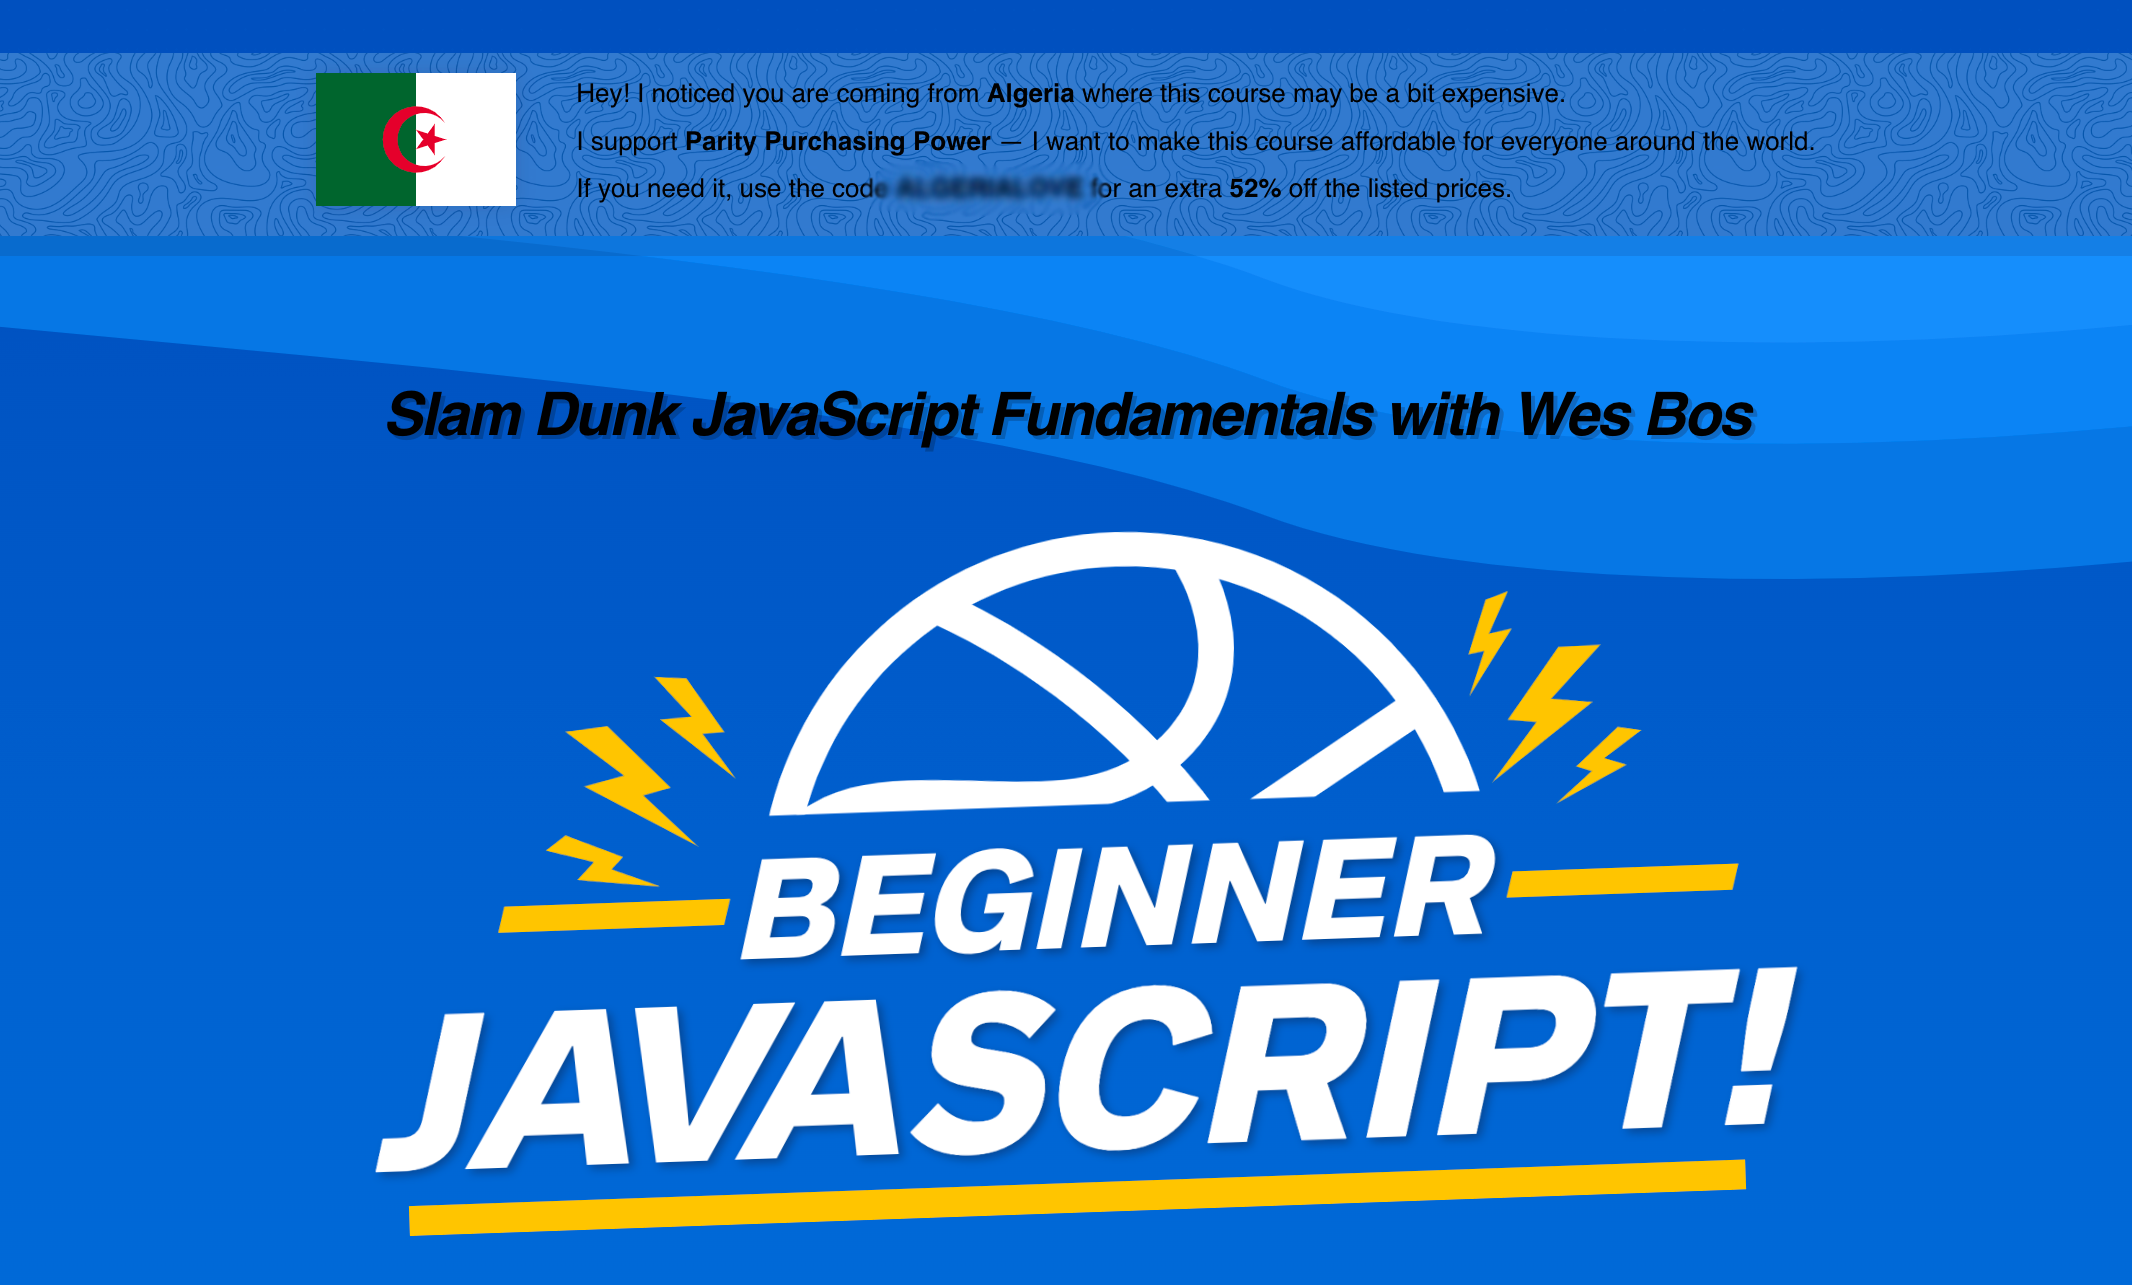 Hey! I noticed you are coming from Algeria where this course may be a bit expensive.
I support Parity Purchasing Power — I want to make this course affordable for everyone around the world.
If you need it, use the code for an extra 52% off the listed prices.
Slam Dunk JavaScript Fundamentals with Wes Bos
BEGINNER
JAVASCRIPT!